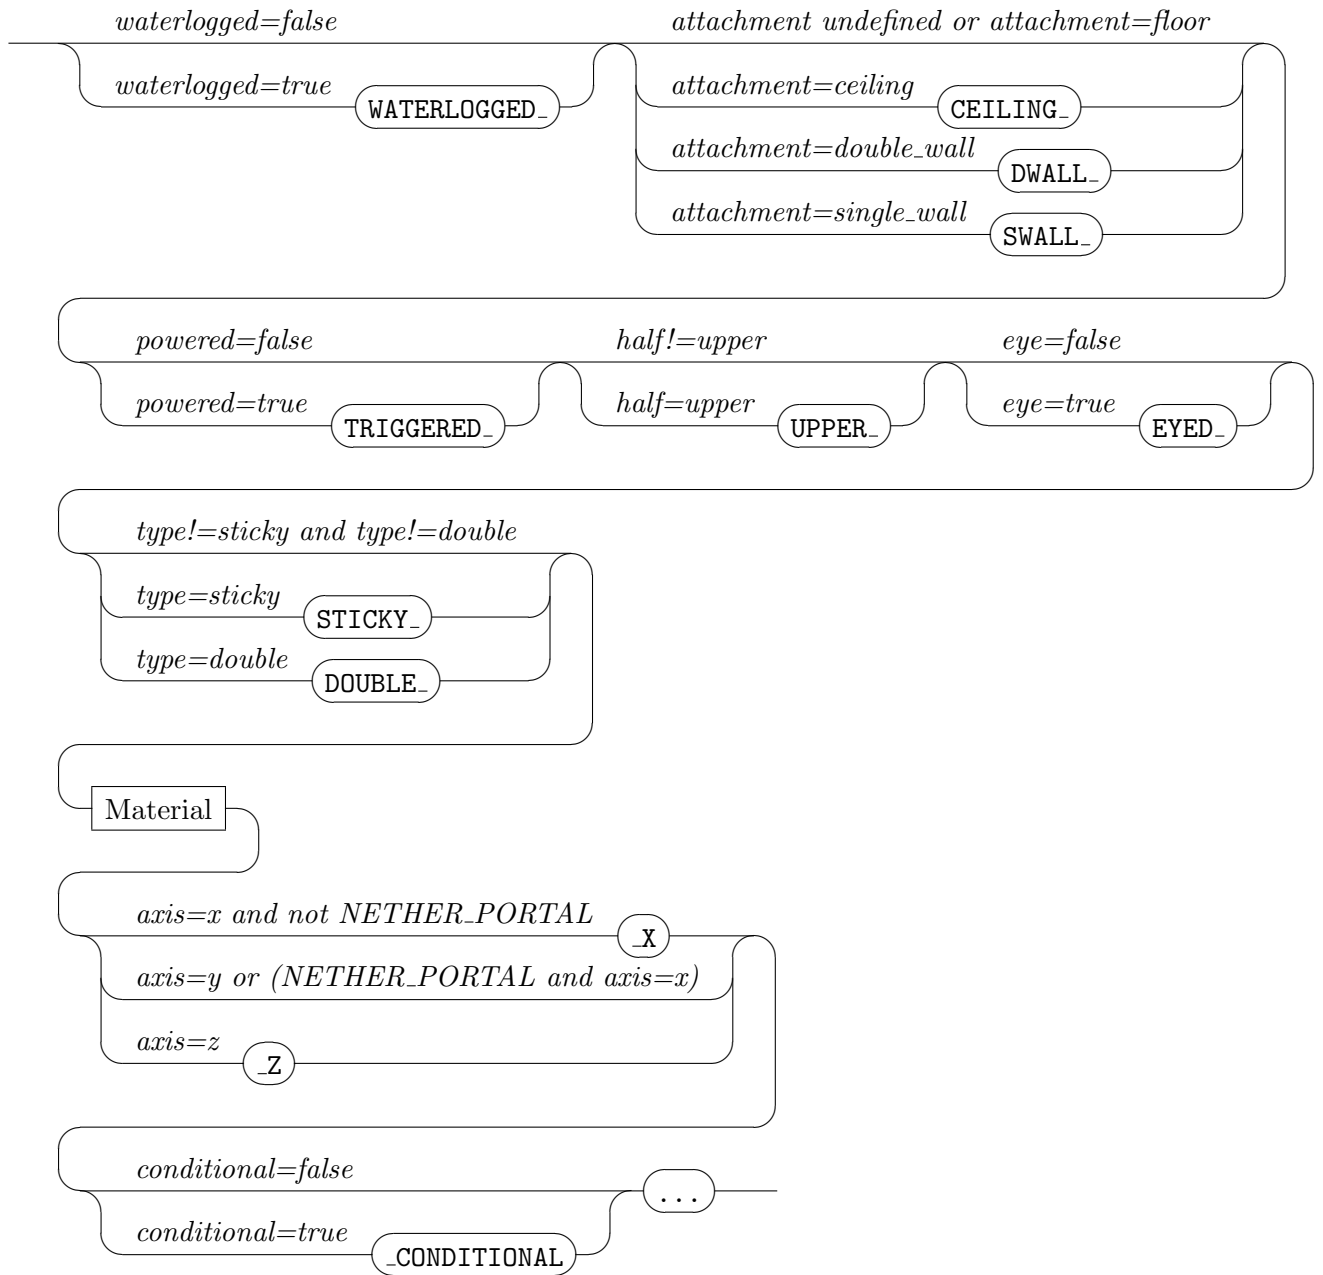 waterlogged=false attachment undefined or attachment=floor
waterlogged=true WATERLOGGED_ attachment=ceiling CEILING_
attachment=double_wall DWALL_
attachment=single_wall SWALL_
powered=false half!=upper eye=false
powered=true TRIGGERED_ half=upper UPPER_ eye=true EYED_
type!=sticky and type!=double
type=sticky STICKY_
type=double DOUBLE_
Material
axis=x and not NETHER_PORTAL _X
axis=y or (NETHER_PORTAL and axis=x)
axis=z _Z
conditional=false ...
conditional=true _CONDITIONAL